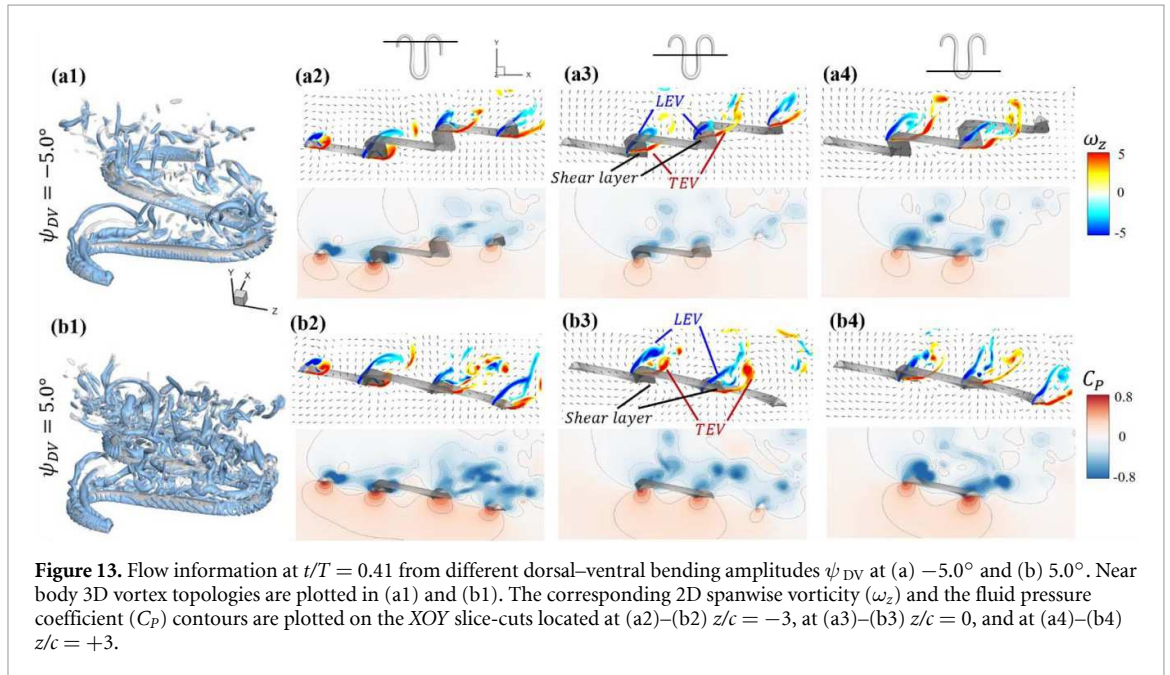 (a1)
(a2)
(a3)
(a4)
Y
Z
X
LEV
Shear layer
TEV
ψDV = −5.0°
ωz
5
0
-5
Y
X
Z
(b1)
(b2)
(b3)
(b4)
LEV
Shear layer
TEV
ψDV = 5.0°
CP
0.8
0
-0.8
Figure 13. Flow information at t/T = 0.41 from different dorsal–ventral bending amplitudes ψDV at (a) −5.0° and (b) 5.0°. Near
body 3D vortex topologies are plotted in (a1) and (b1). The corresponding 2D spanwise vorticity (ωz) and the fluid pressure
coefficient (CP) contours are plotted on the XOY slice-cuts located at (a2)–(b2) z/c = −3, at (a3)–(b3) z/c = 0, and at (a4)–(b4)
z/c = +3.